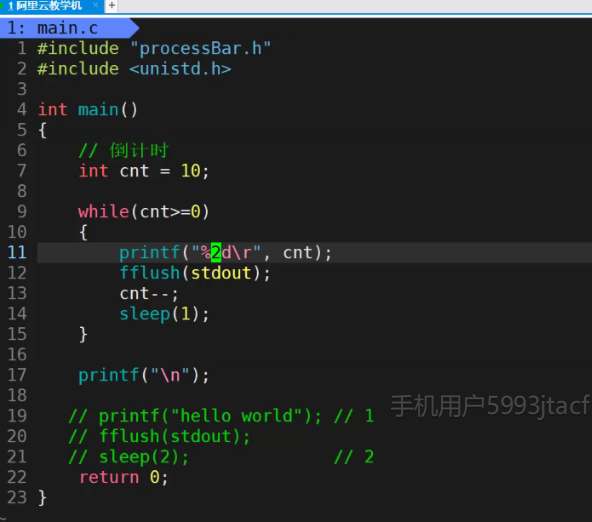 1 阿里云教学机 × +
1: main.c
1 #include "processBar.h"
2 #include <unistd.h>
3
4 int main()
5 {
6     // 倒计时
7     int cnt = 10;
8
9     while(cnt>=0)
10     {
11         printf("%2d\r", cnt);
12         fflush(stdout);
13         cnt--;
14         sleep(1);
15     }
16
17     printf("\n");
18
19    // printf("hello world"); // 1
20    // fflush(stdout);
21    // sleep(2);              // 2
22     return 0;
23 }
~
手机用户5993jtacf